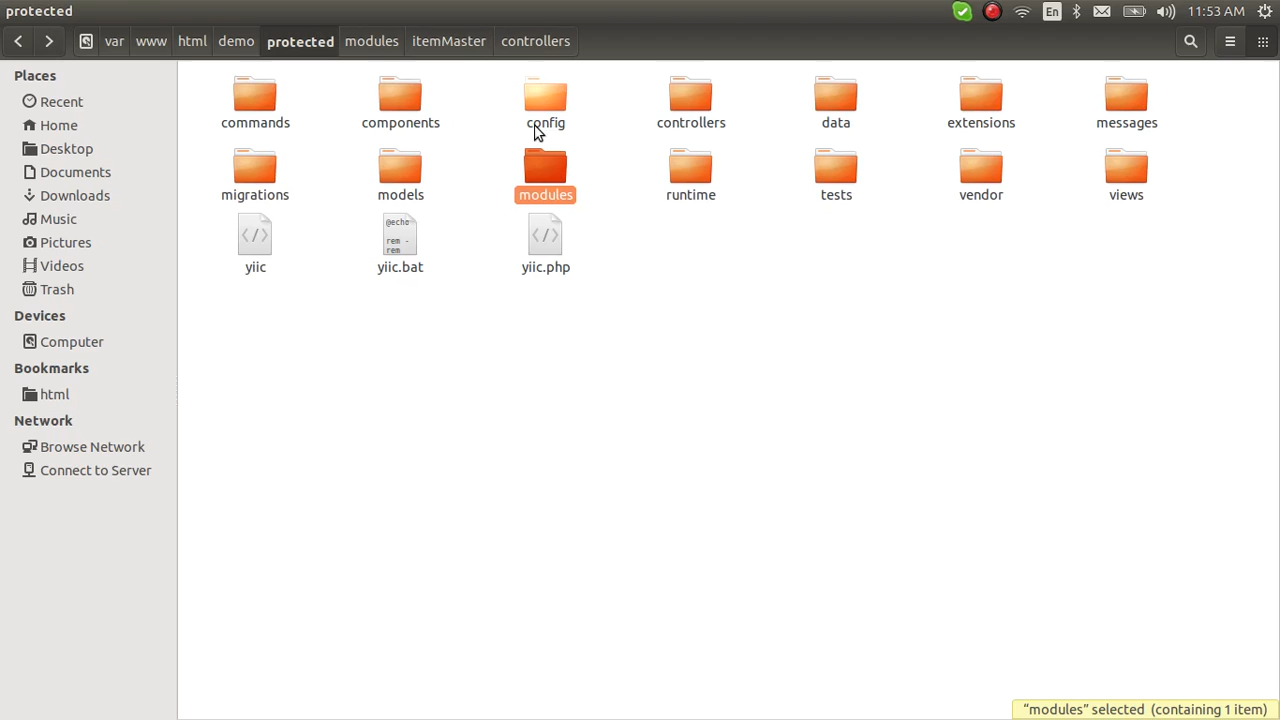 protected
En
11:53 AM
var www html demo protected modules itemMaster controllers
Places
Recent
Home
Desktop
Documents
Downloads
Music
Pictures
Videos
Trash
Devices
Computer
Bookmarks
html
Network
Browse Network
Connect to Server
commands components config controllers data extensions messages
migrations models modules runtime tests vendor views
@echo
rem -
rem
yiic yiic.bat yiic.php
“modules” selected (containing 1 item)